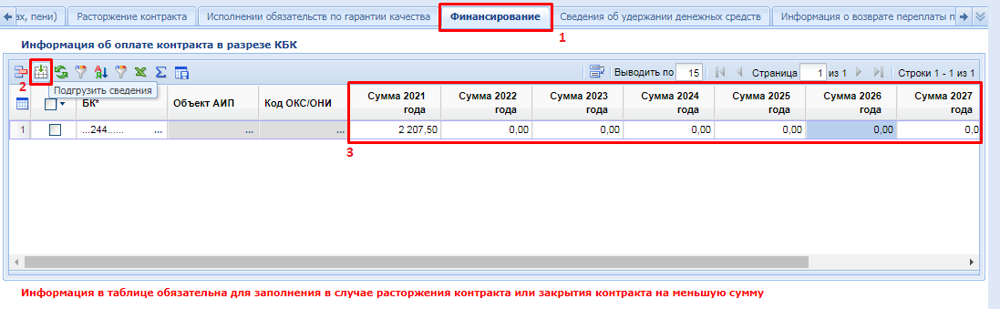 ах, пени)
Расторжение контракта
Исполнении обязательств по гарантии качества
Финансирование
Сведения об удержании денежных средств
Информация о возврате переплаты п
1
Информация об оплате контракта в разрезе КБК
Выводить по 15
Страница 1 из 1
Строки 1 - 1 из 1
2
Подгрузить сведения
БК*
Объект АИП
Код ОКС/ОНИ
Сумма 2021 года
Сумма 2022 года
Сумма 2023 года
Сумма 2024 года
Сумма 2025 года
Сумма 2026 года
Сумма 2027 года
1 ...244...... ... ... ... 2 207,50 0,00 0,00 0,00 0,00 0,00 0,0
3
Информация в таблице обязательна для заполнения в случае расторжения контракта или закрытия контракта на меньшую сумму